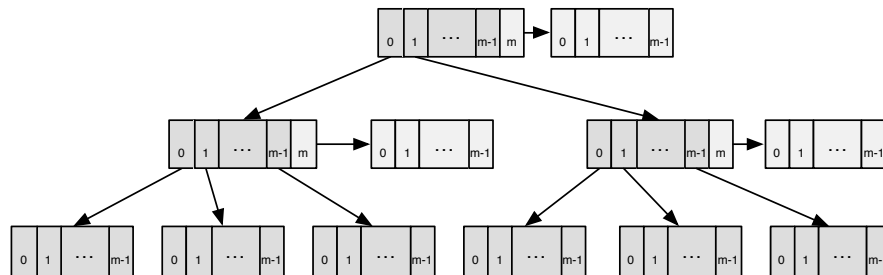 0 1 ... m-1 m 0 1 ... m-1
0 1 ... m-1 m 0 1 ... m-1 0 1 ... m-1 m 0 1 ... m-1
0 1 ... m-1 0 1 ... m-1 0 1 ... m-1 0 1 ... m-1 0 1 ... m-1 0 1 ... m-1